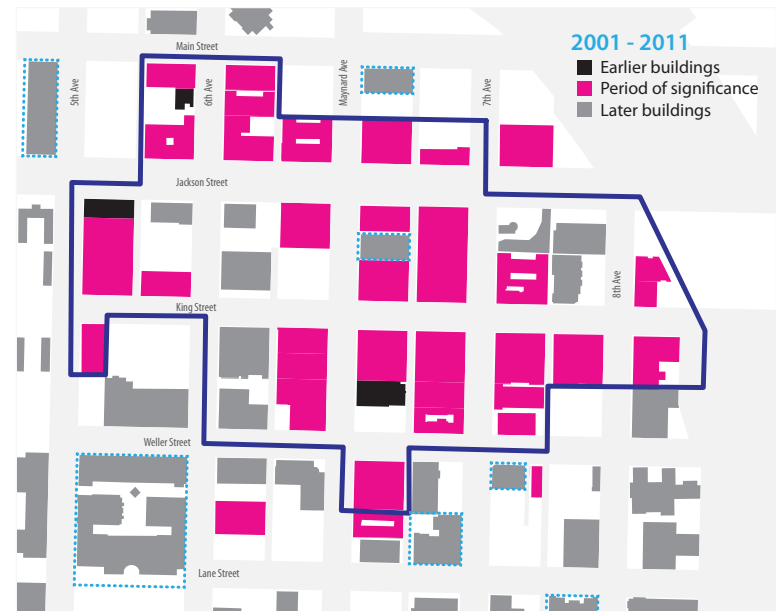 2001 - 2011
Earlier buildings
Period of significance
Later buildings
Main Street
5th Ave
6th Ave
Maynard Ave
7th Ave
Jackson Street
8th Ave
King Street
Weller Street
Lane Street